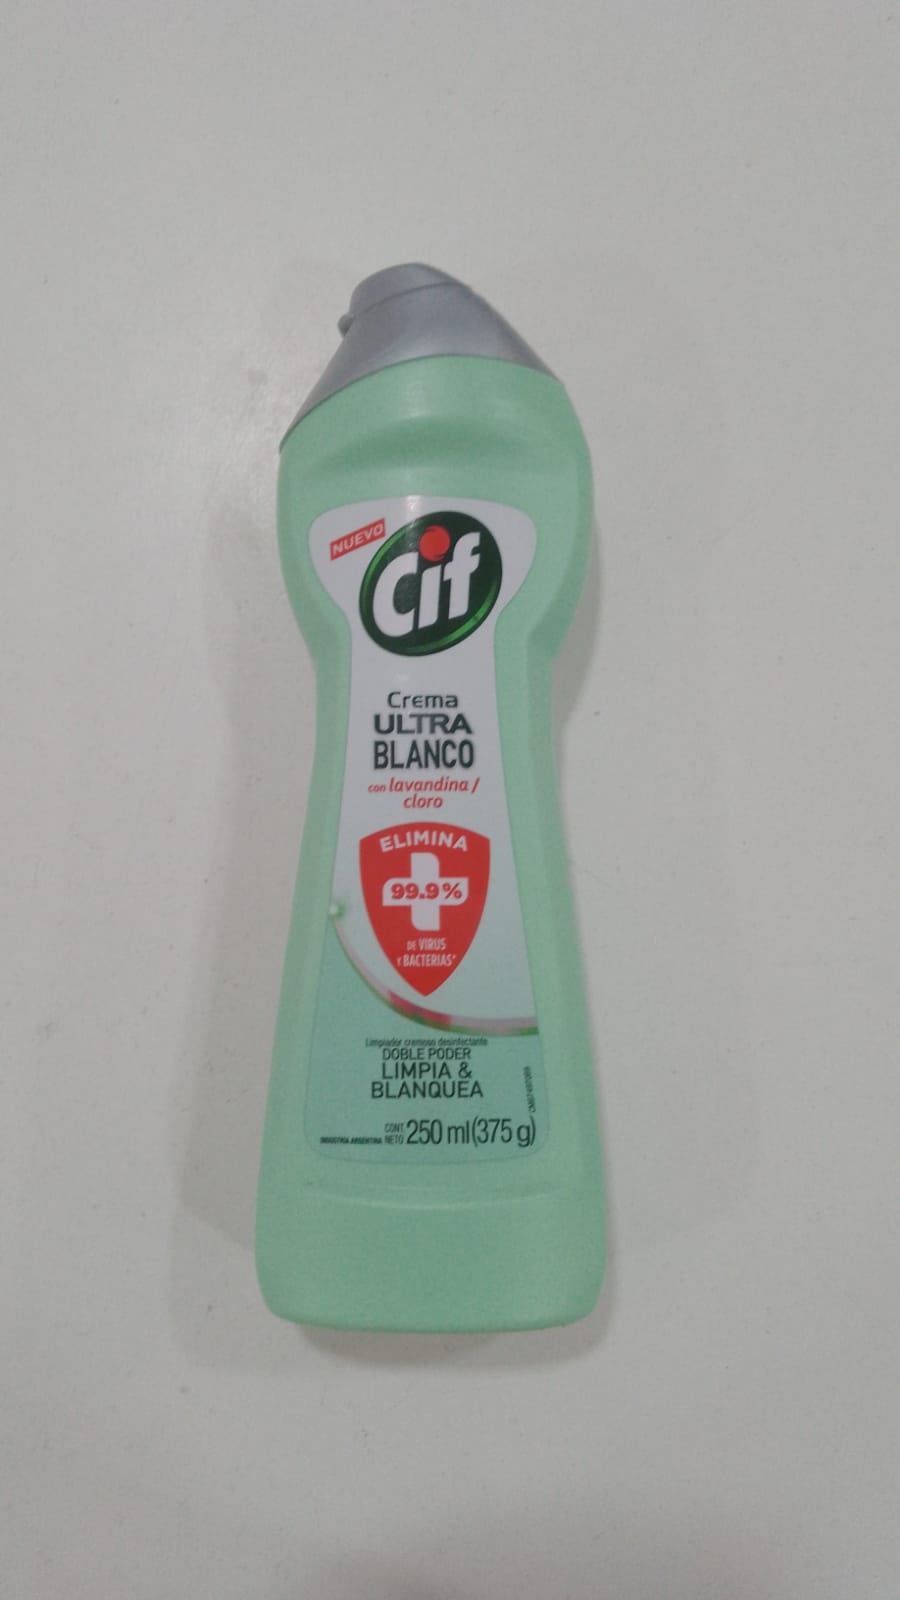 NUEVO
Cif
Crema
ULTRA
BLANCO
con lavandina /
cloro
ELIMINA
99.9%
DE VIRUS
Y BACTERIAS*
Limpiador cremoso desinfectante
DOBLE PODER
LIMPIA &
BLANQUEA
INDUSTRIA ARGENTINA CONT. NETO 250 ml (375 g)